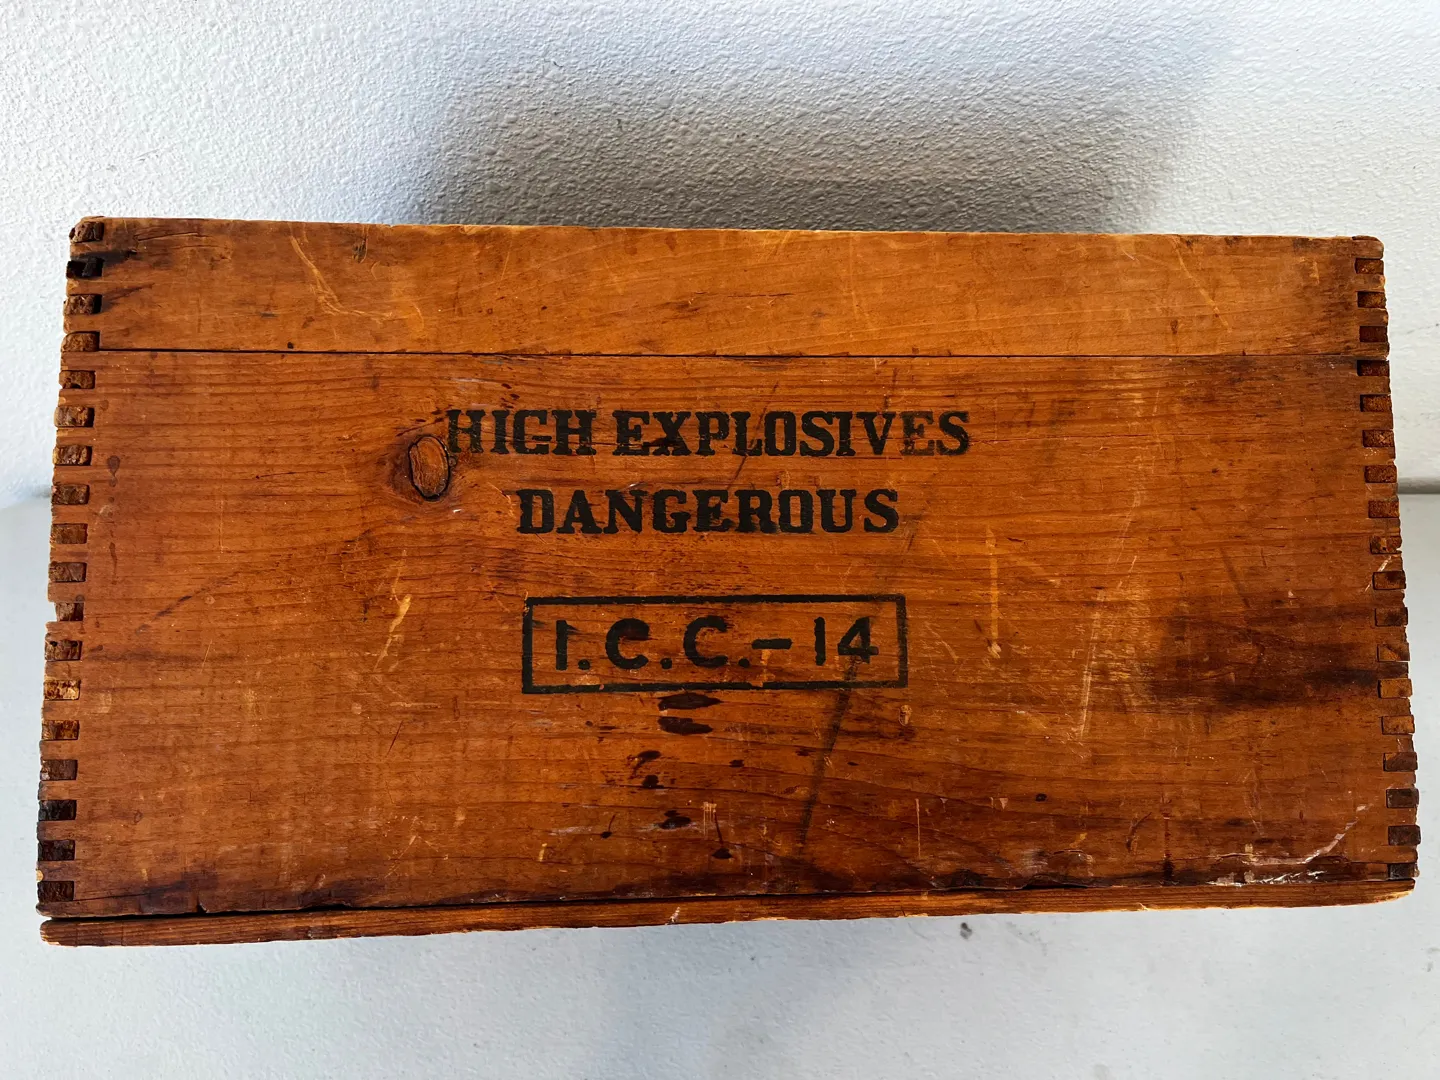 HIGH EXPLOSIVES
DANGEROUS
I.C.C.-14